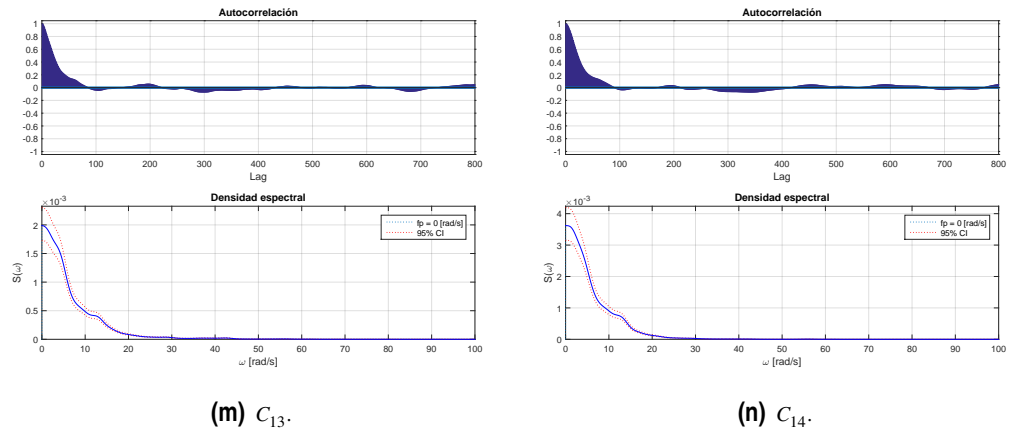 Autocorrelación
1
0.8
0.6
0.4
0.2
0
-0.2
-0.4
-0.6
-0.8
-1
0 100 200 300 400 500 600 700 800
Lag
×10⁻³
Densidad espectral
2
1.5
1
0.5
0
S(ω)
fp = 0 [rad/s]
95% CI
0 10 20 30 40 50 60 70 80 90 100
ω [rad/s]
(m) C₁₃.
Autocorrelación
1
0.8
0.6
0.4
0.2
0
-0.2
-0.4
-0.6
-0.8
-1
0 100 200 300 400 500 600 700 800
Lag
×10⁻³
Densidad espectral
4
3
2
1
0
S(ω)
fp = 0 [rad/s]
95% CI
0 10 20 30 40 50 60 70 80 90 100
ω [rad/s]
(n) C₁₄.